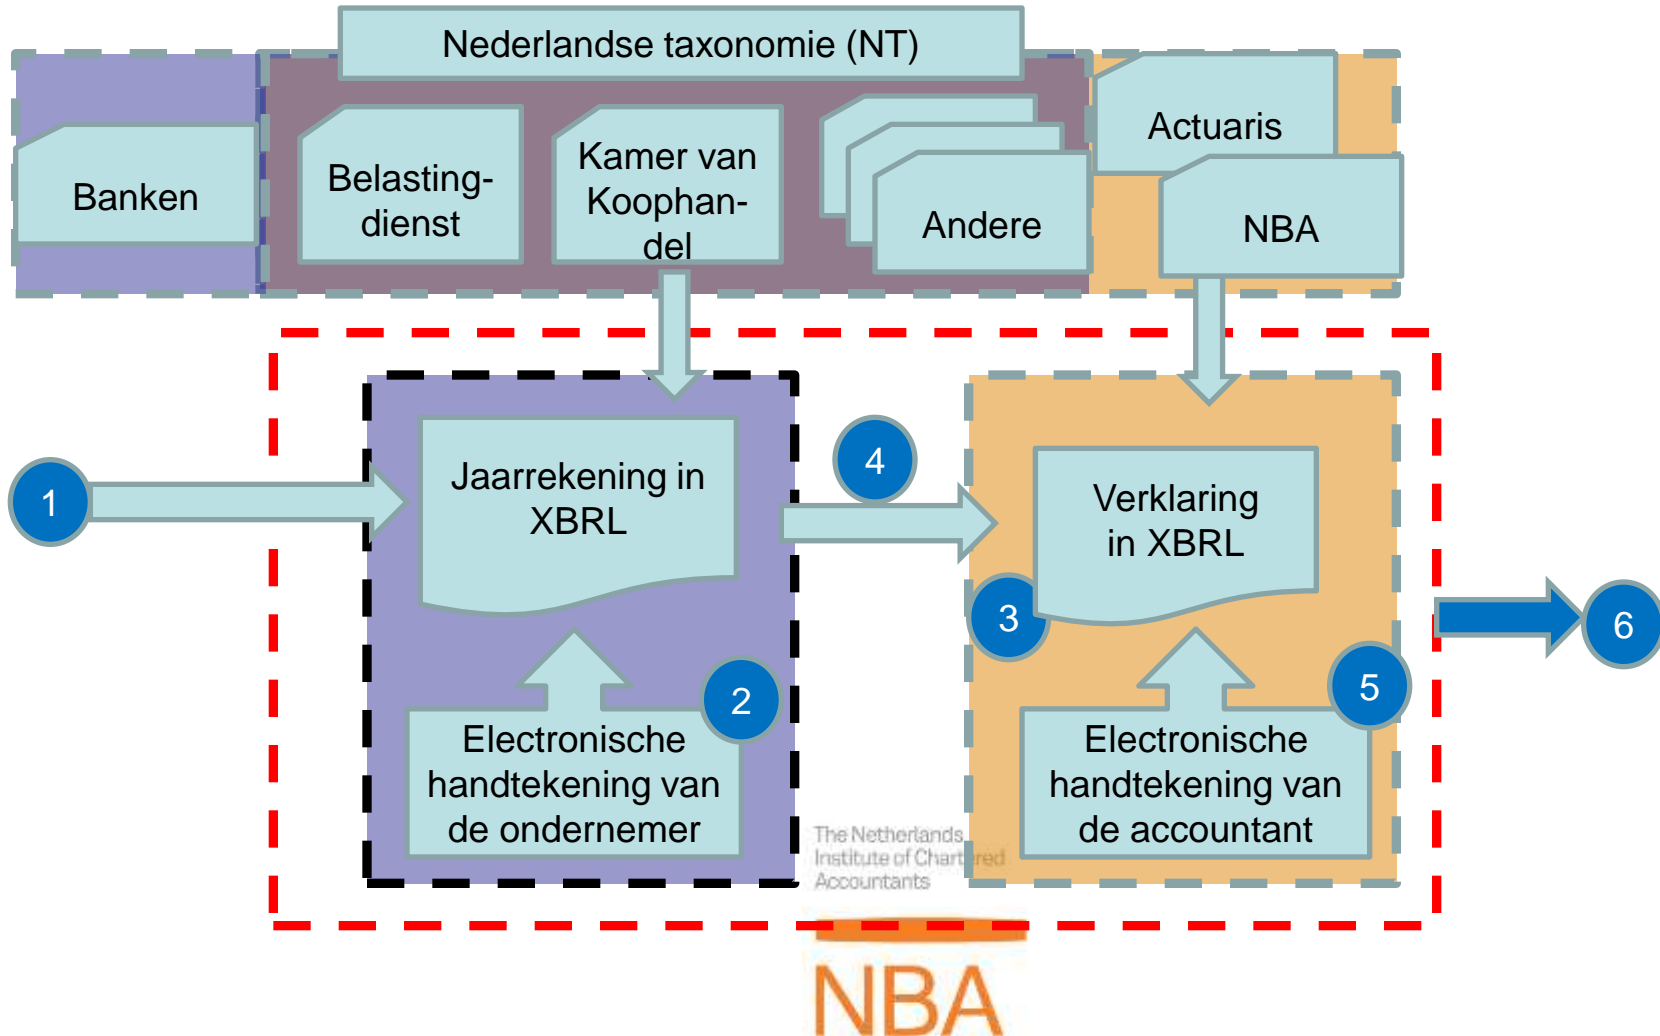 Nederlandse taxonomie (NT)
Banken
Belasting-
dienst
Kamer van
Koophan-
del
Andere
Actuaris
NBA
1
Jaarrekening in
XBRL
4
Verklaring
in XBRL
3
2
Electronische
handtekening van
de ondernemer
5
Electronische
handtekening van
de accountant
6
The Netherlands
Institute of Chartered
Accountants
NBA